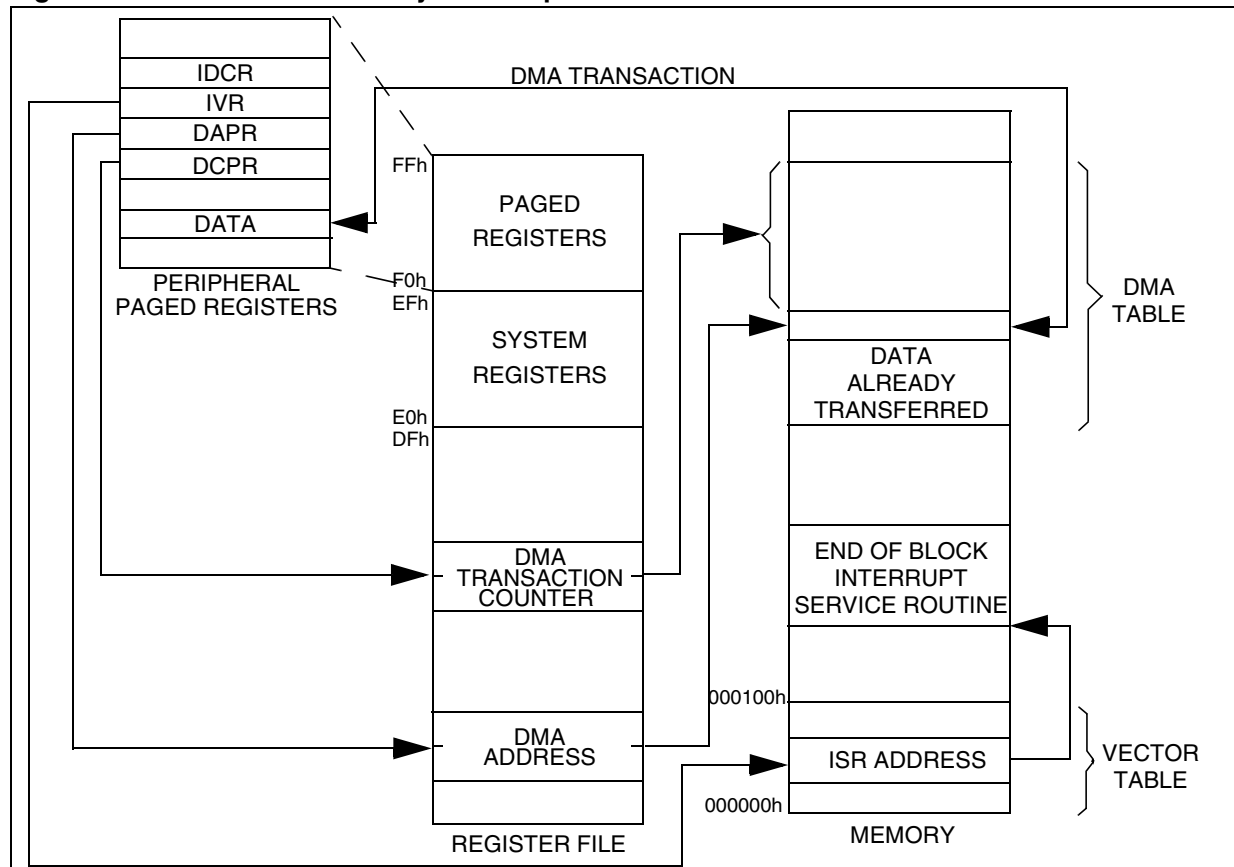 IDCR
IVR
DAPR
DCPR
DATA
PERIPHERAL
PAGED REGISTERS
DMA TRANSACTION
FFh
PAGED
REGISTERS
F0h
EFh
SYSTEM
REGISTERS
E0h
DFh
DMA
TRANSACTION
COUNTER
DMA
ADDRESS
REGISTER FILE
DATA
ALREADY
TRANSFERRED
END OF BLOCK
INTERRUPT
SERVICE ROUTINE
000100h
ISR ADDRESS
000000h
MEMORY
DMA
TABLE
VECTOR
TABLE